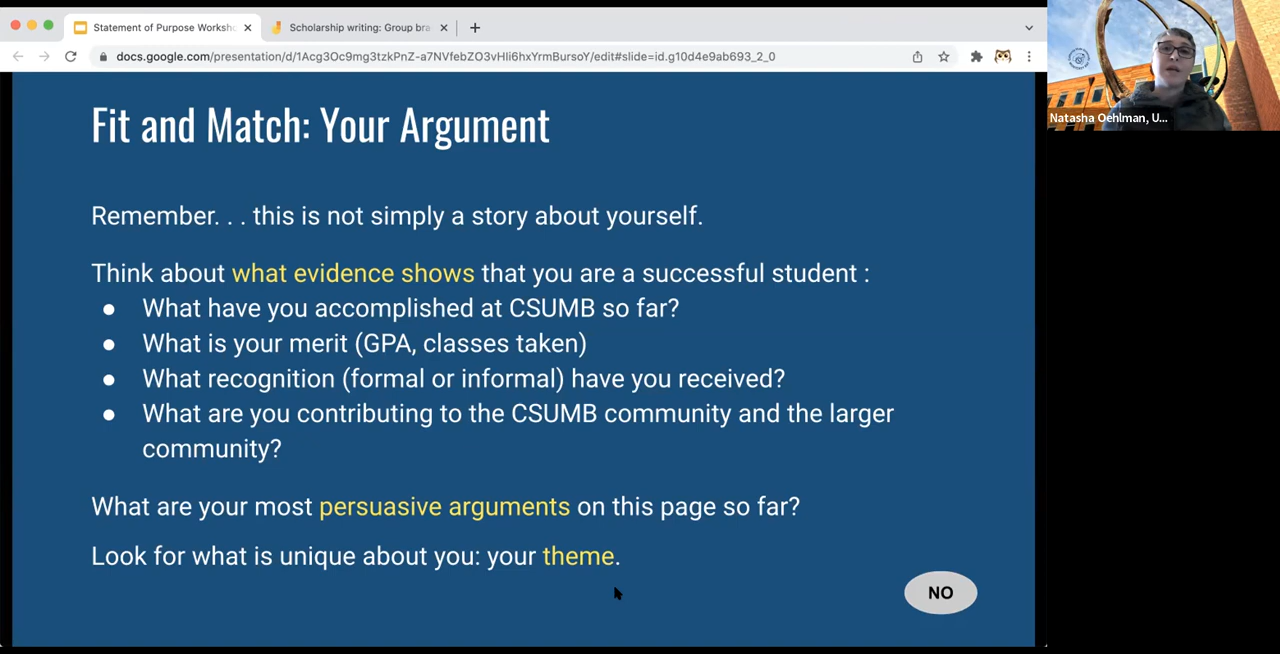 Statement of Purpose Worksho
Scholarship writing: Group bra
docs.google.com/presentation/d/1Acg3Oc9mg3tzkPnZ-a7NVfebZO3vHli6hxYrmBursoY/edit#slide=id.g10d4e9ab693_2_0
Natasha Oehlman, U...
Fit and Match: Your Argument
Remember. . . this is not simply a story about yourself.
Think about what evidence shows that you are a successful student :
● What have you accomplished at CSUMB so far?
● What is your merit (GPA, classes taken)
● What recognition (formal or informal) have you received?
● What are you contributing to the CSUMB community and the larger
community?
What are your most persuasive arguments on this page so far?
Look for what is unique about you: your theme.
NO